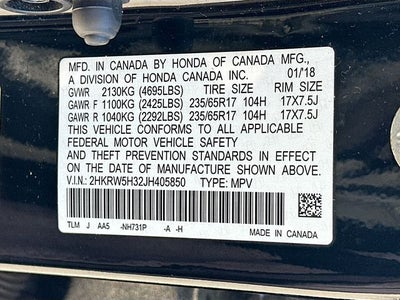 MFD. IN CANADA BY HONDA OF CANADA MFG.,
A DIVISION OF HONDA CANADA INC. 01/18
GVWR 2130KG (4695LBS) TIRE SIZE RIM SIZE
GAWR F 1100KG (2425LBS) 235/65R17 104H 17X7.5J
GAWR R 1040KG (2292LBS) 235/65R17 104H 17X7.5J
THIS VEHICLE CONFORMS TO ALL APPLICABLE
FEDERAL MOTOR VEHICLE SAFETY AND
THEFT PREVENTION STANDARDS IN EFFECT ON
THE DATE OF MANUFACTURE SHOWN ABOVE.
V.I.N.: 2HKRW5H32JH405850 TYPE: MPV
TLM J AA5 -NH731P -A -H MADE IN CANADA